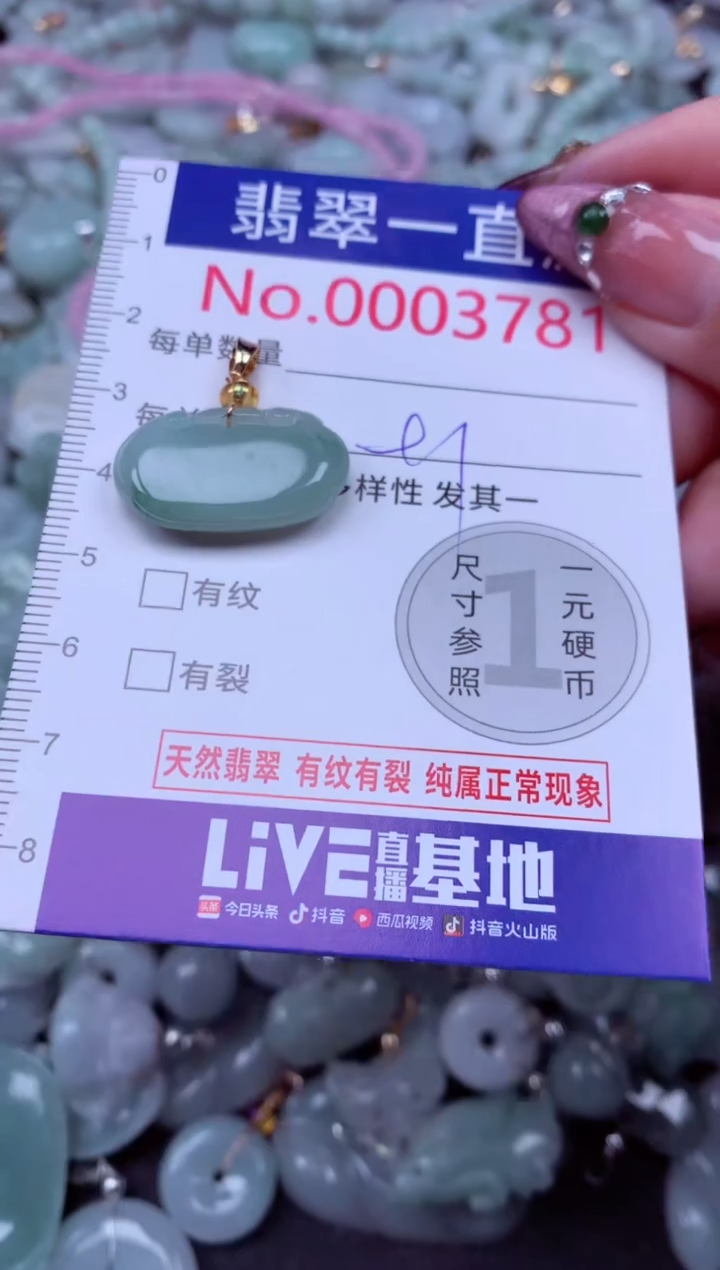 翡翠一直
No.0003781
每单数量
每
样性 发其一
有纹
有裂
尺寸参照
一元硬币
1
天然翡翠 有纹有裂 纯属正常现象
LiVE直播基地
头条 今日头条 抖音 西瓜视频 抖音火山版
0
1
2
3
4
5
6
7
8